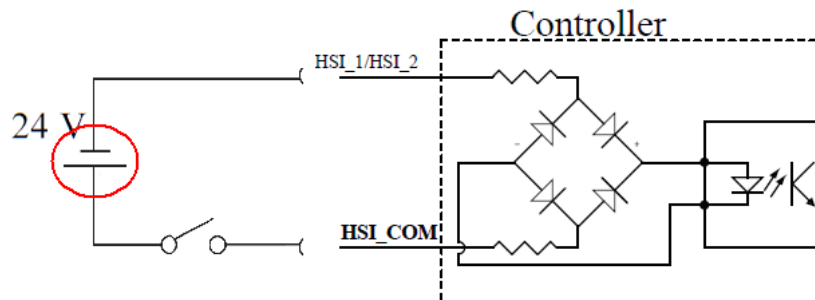 Controller
HSI_1/HSI_2
24 V
- +
HSI_COM